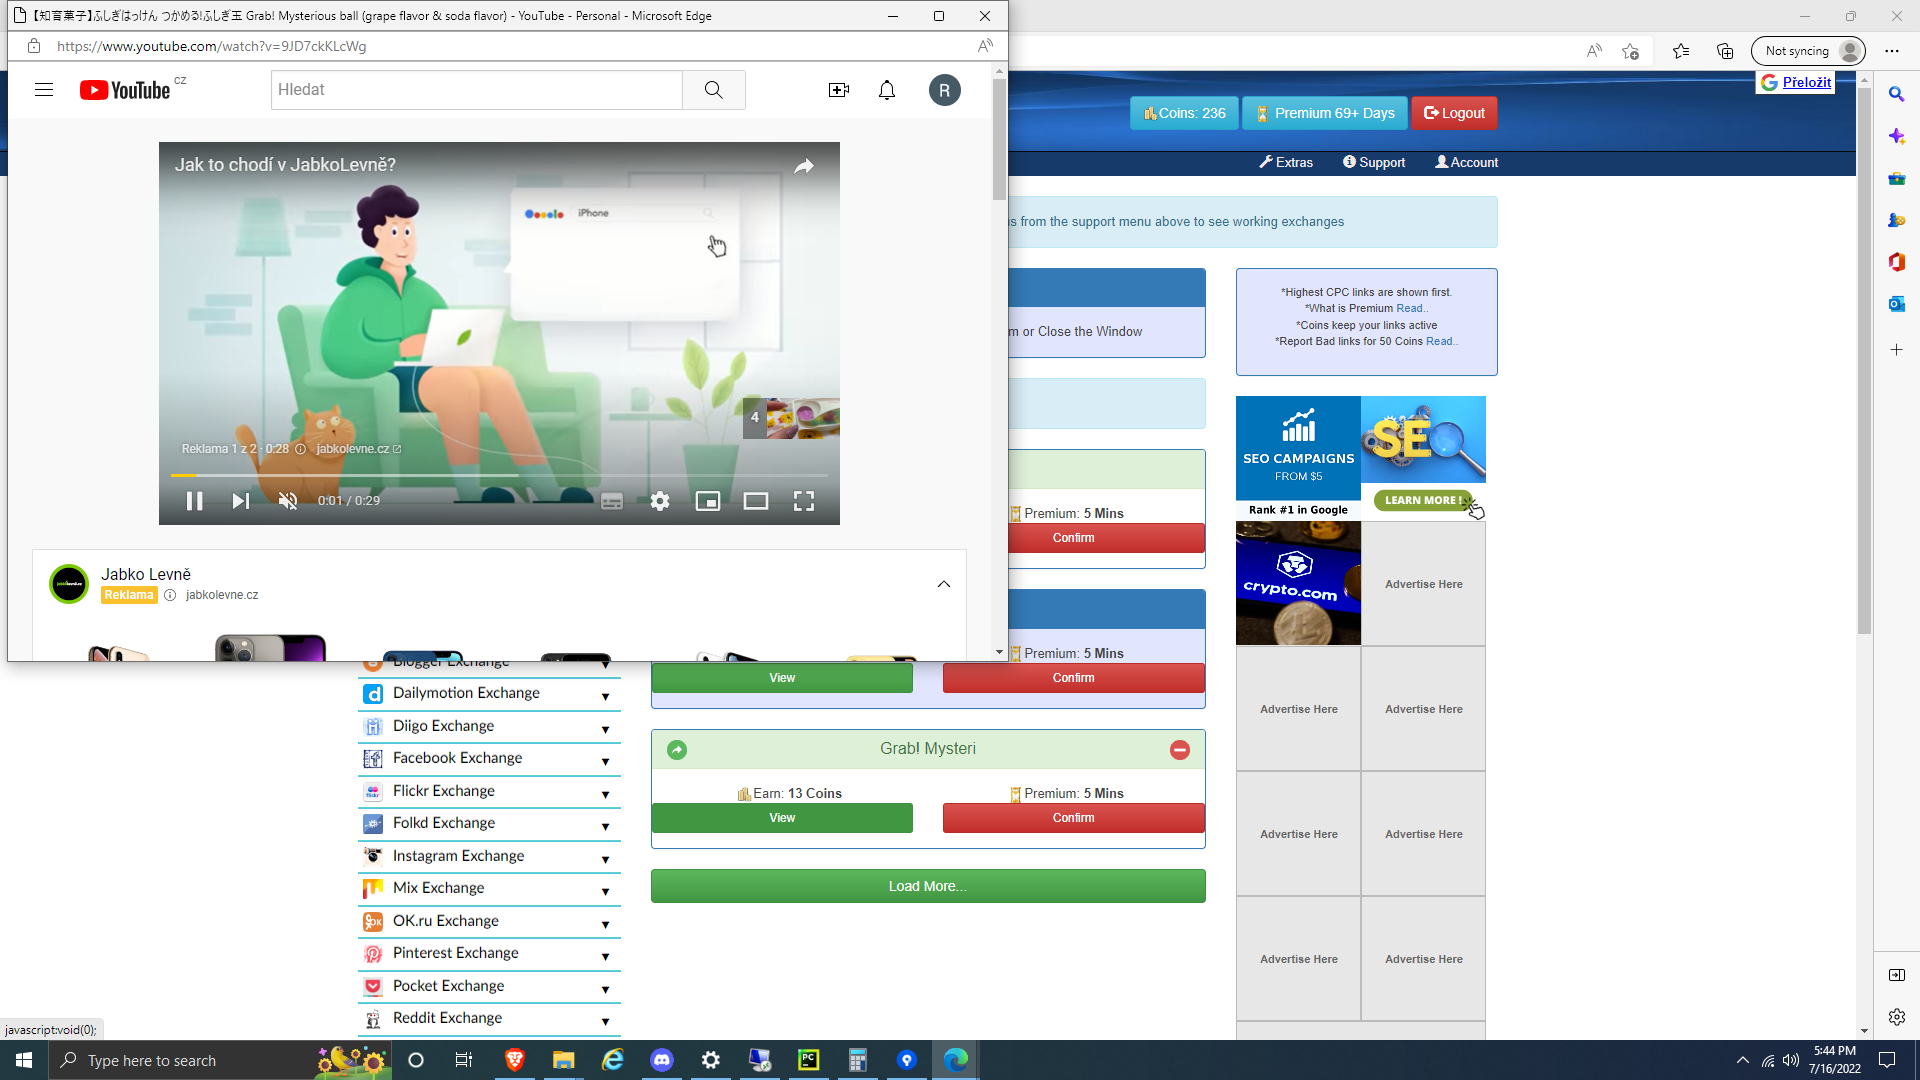 【知育菓子】ふしぎはっけん つかめる!ふしぎ玉 Grab! Mysterious ball (grape flavor & soda flavor) - YouTube - Personal - Microsoft Edge
https://www.youtube.com/watch?v=9JD7ckKLcWg
Not syncing
YouTube CZ
Hledat
R
Přeložit
Coins: 236
Premium 69+ Days
Logout
Extras
Support
Account
Jak to chodí v JabkoLevně?
iPhone
4
Reklama 1 z 2 · 0:28
jabkolevne.cz
0:01 / 0:29
Jabko Levně
Reklama
jabkolevne.cz
s from the support menu above to see working exchanges
m or Close the Window
*Highest CPC links are shown first.
*What is Premium Read..
*Coins keep your links active
*Report Bad links for 50 Coins Read..
Premium: 5 Mins
Confirm
Premium: 5 Mins
View
Confirm
Grab! Mysteri
Earn: 13 Coins
Premium: 5 Mins
View
Confirm
Load More...
SEO CAMPAIGNS
FROM $5
Rank #1 in Google
SE
LEARN MORE !
crypto.com
Advertise Here
Advertise Here
Advertise Here
Advertise Here
Advertise Here
Advertise Here
Advertise Here
Blogger Exchange
Dailymotion Exchange
Diigo Exchange
Facebook Exchange
Flickr Exchange
Folkd Exchange
Instagram Exchange
Mix Exchange
OK.ru Exchange
Pinterest Exchange
Pocket Exchange
Reddit Exchange
javascript:void(0);
Type here to search
5:44 PM
7/16/2022